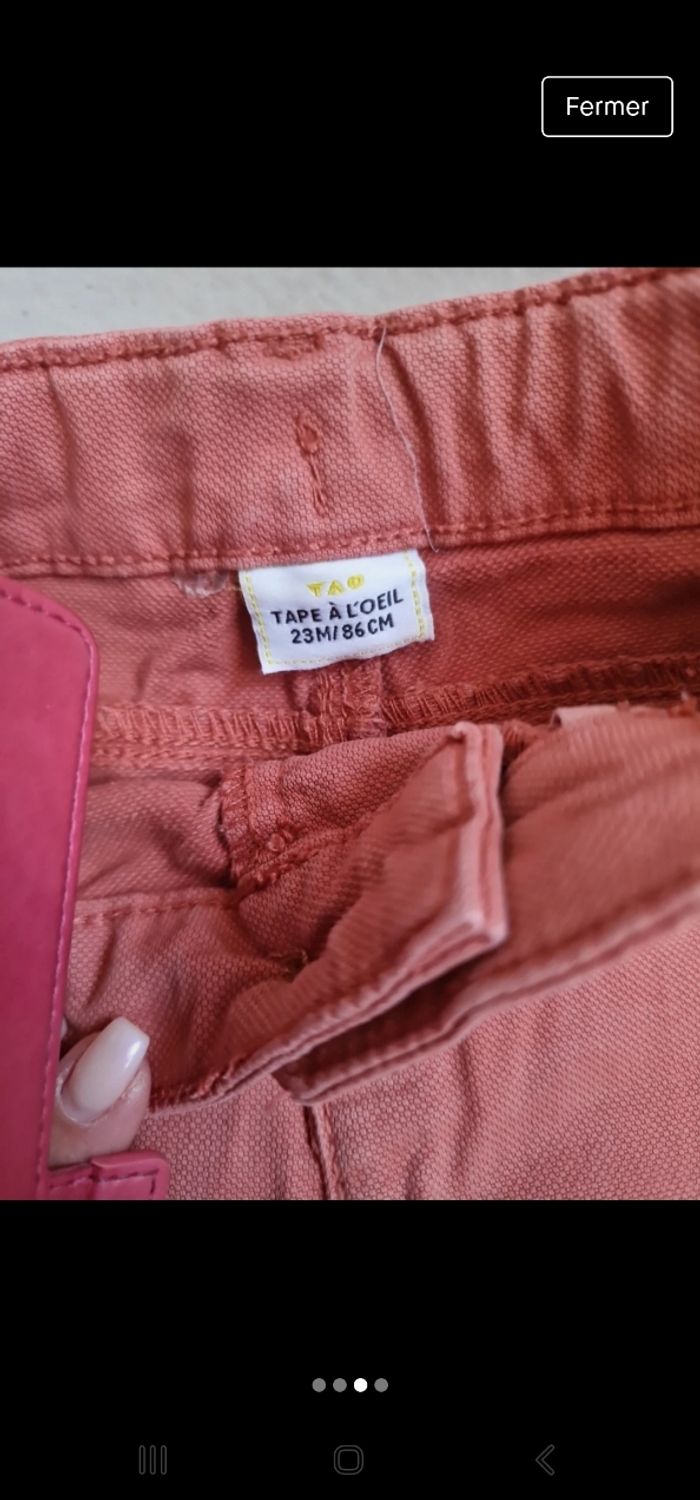 Fermer
TAO
TAPE À L'OEIL
23M/86CM